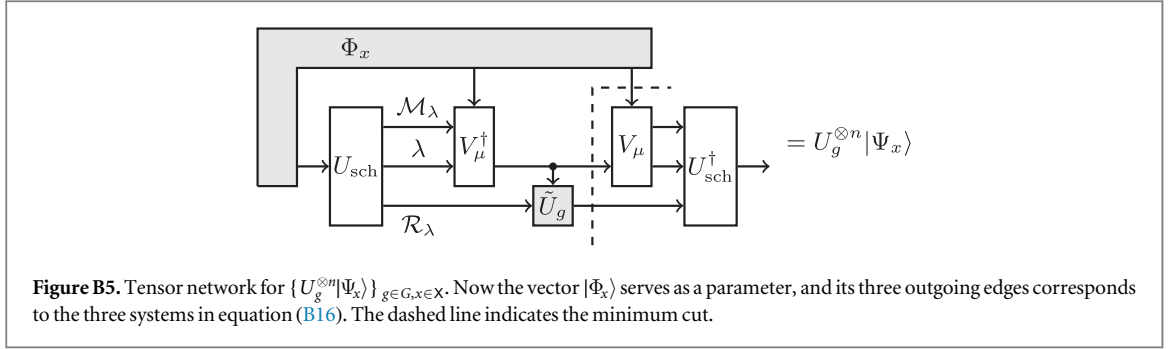 Φ_x
M_λ
V_μ^†
λ
U_sch
V_μ
U_sch^†
= U_g^{⊗n}|Ψ_x⟩
Ũ_g
R_λ
Figure B5. Tensor network for {U_g^{⊗n}|Ψ_x⟩}_{g∈G,x∈X}. Now the vector |Φ_x⟩ serves as a parameter, and its three outgoing edges corresponds
to the three systems in equation (B16). The dashed line indicates the minimum cut.